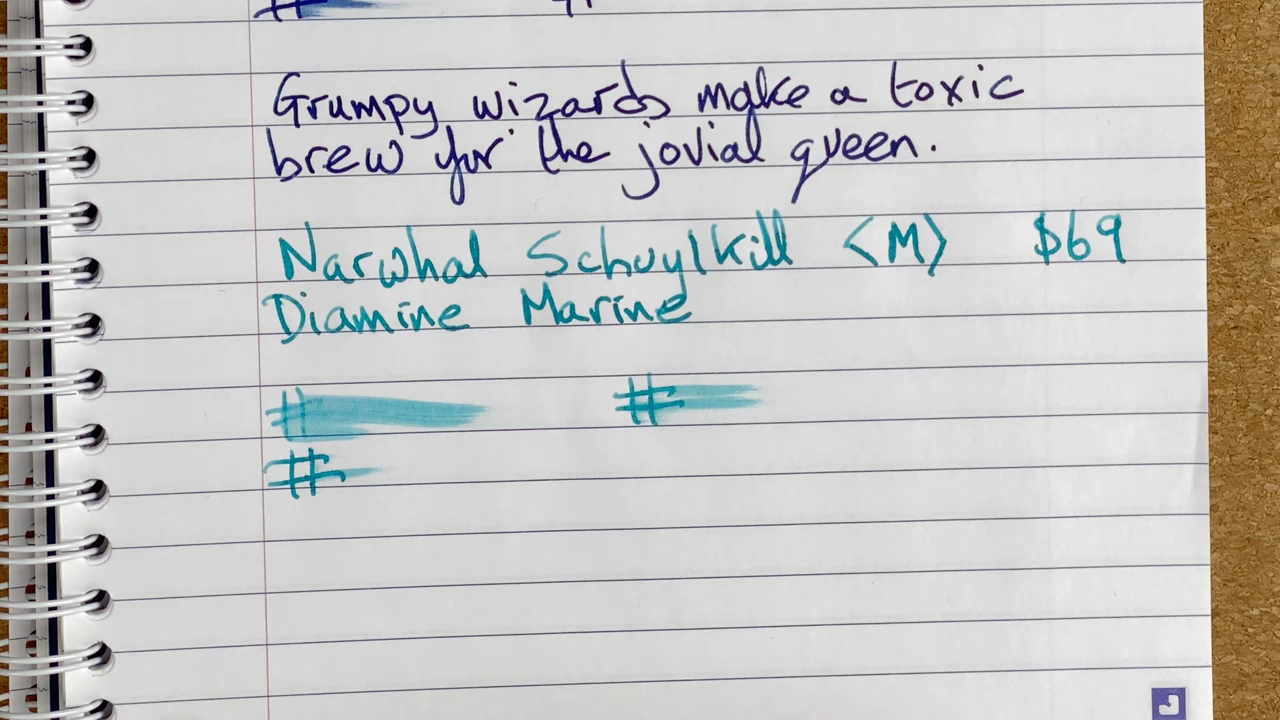 Grumpy wizards make a toxic
brew for the jovial queen.
Narwhal Schuylkill <M> $69
Diamine Marine
# #
#